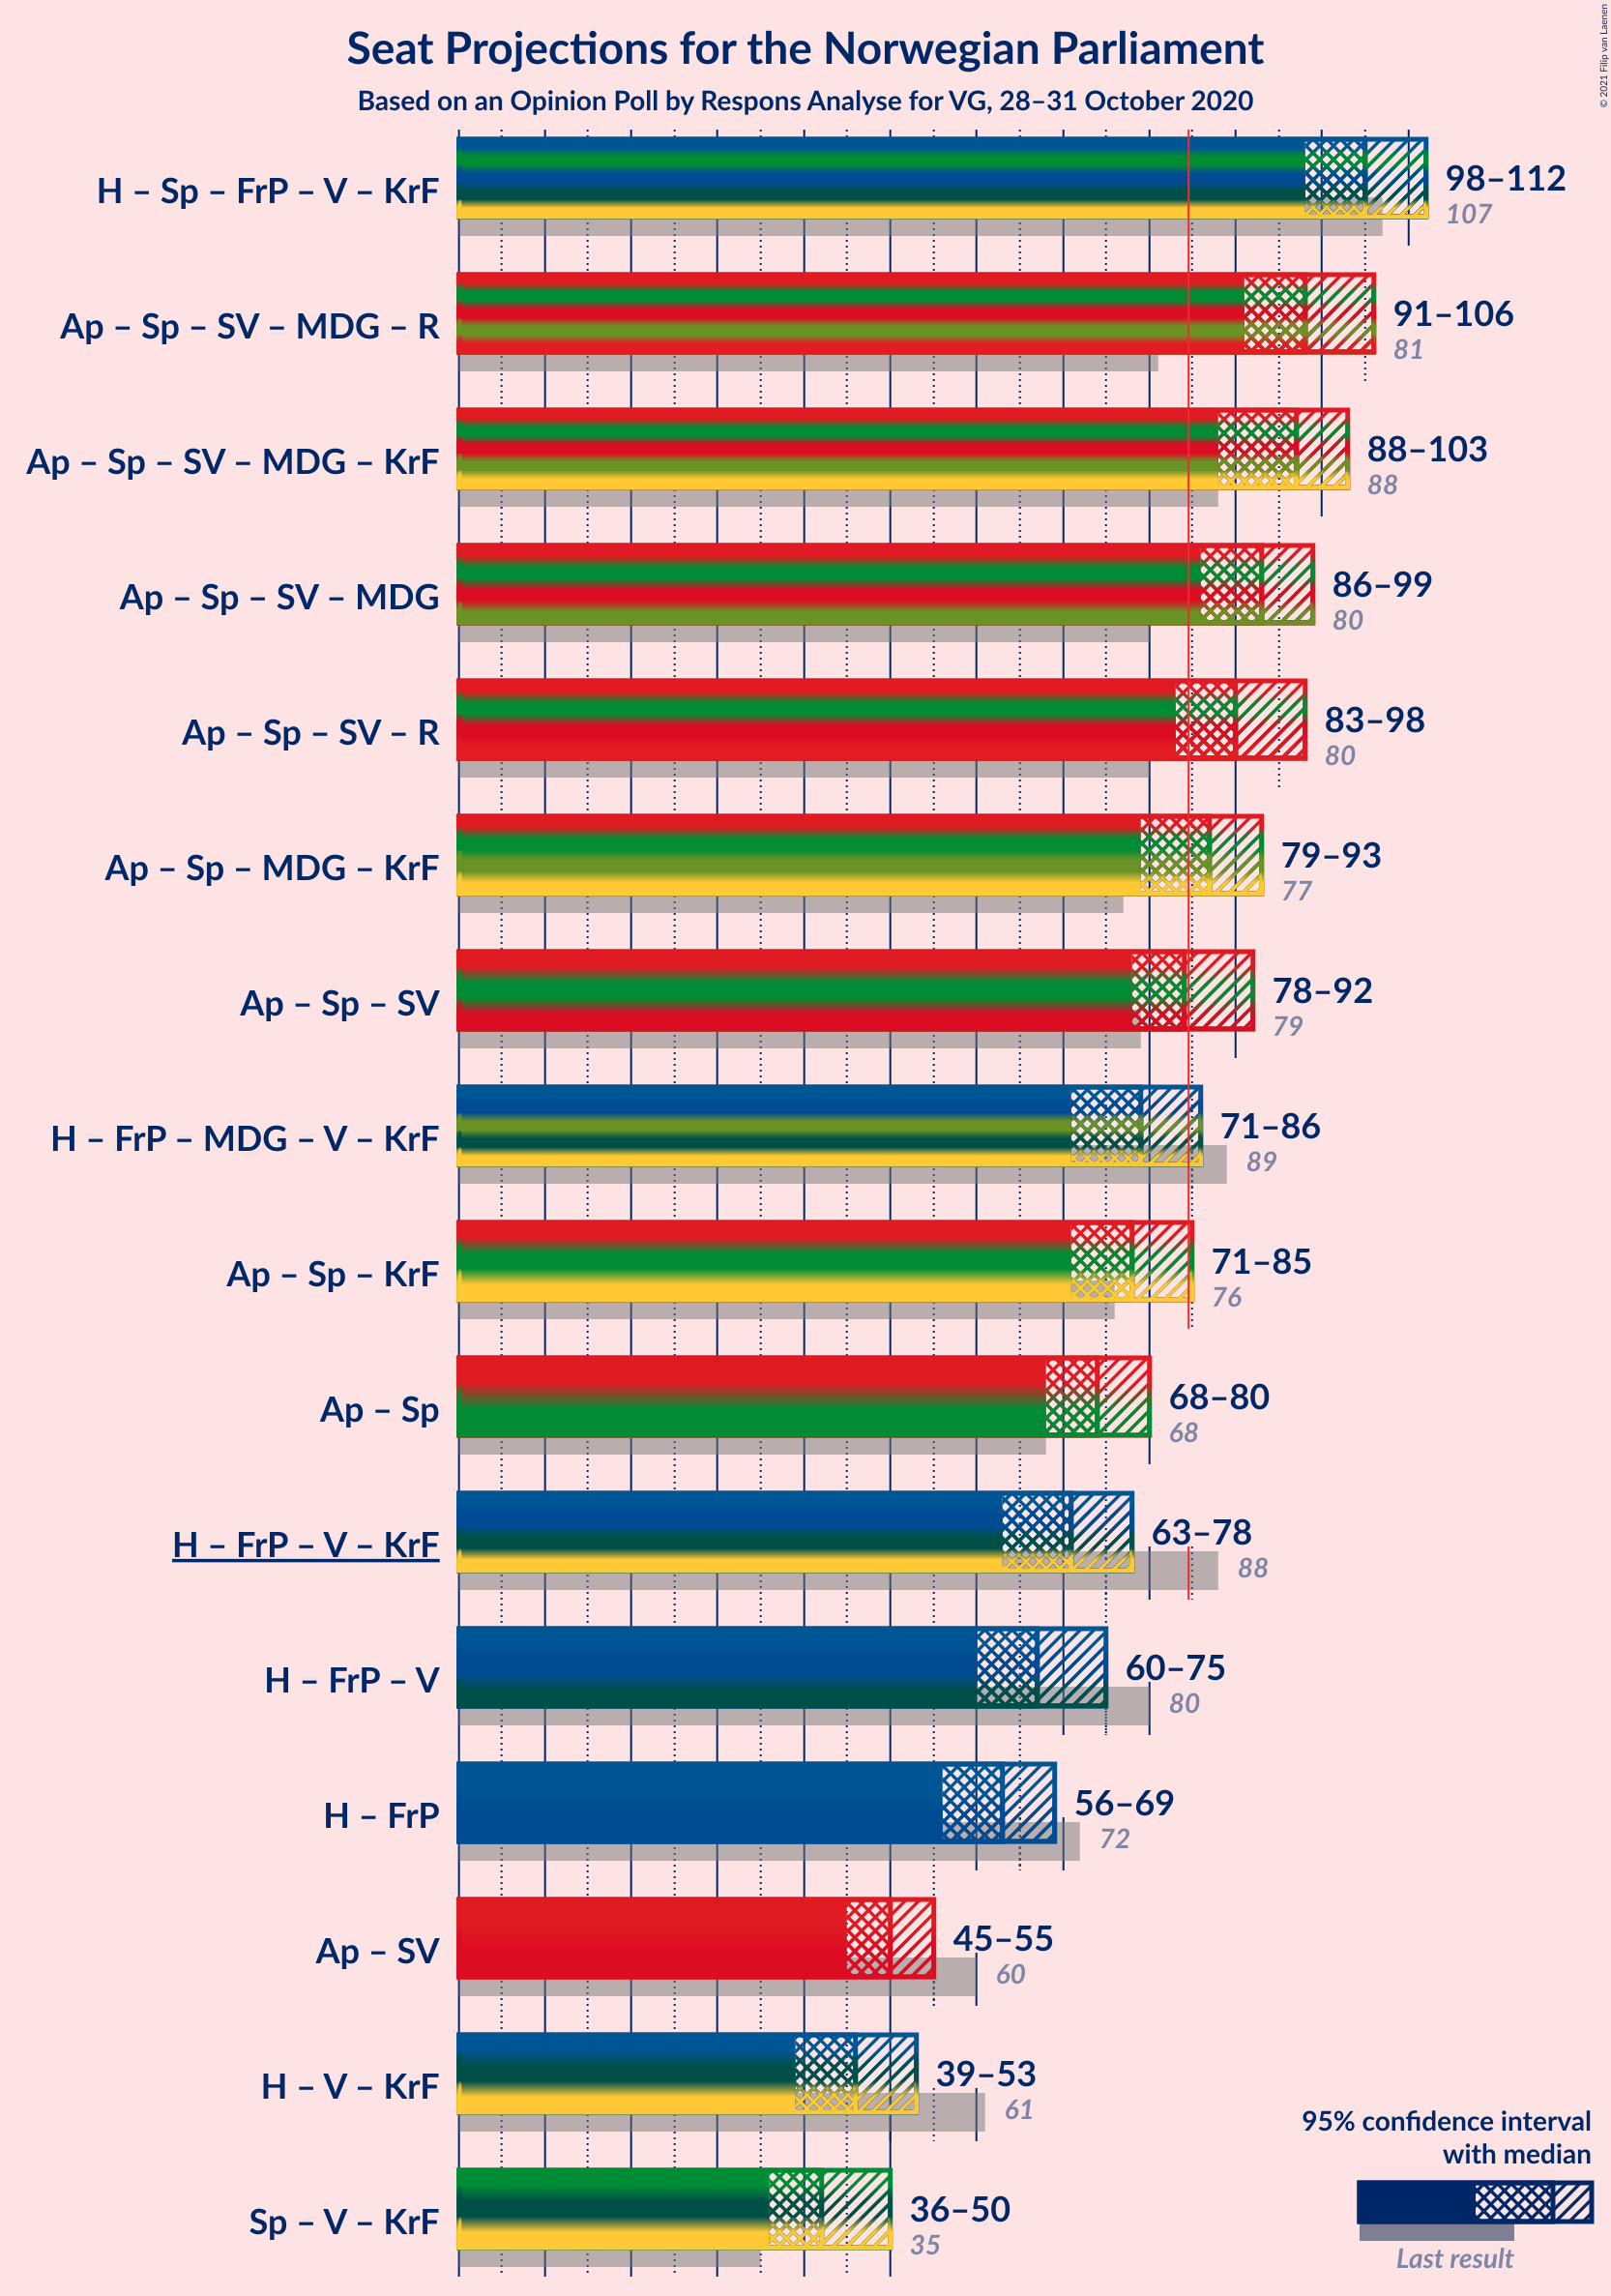 Seat Projections for the Norwegian Parliament
Based on an Opinion Poll by Respons Analyse for VG, 28–31 October 2020
© 2021 Filip van Laenen
H – Sp – FrP – V – KrF
98–112
107
Ap – Sp – SV – MDG – R
91–106
81
Ap – Sp – SV – MDG – KrF
88–103
88
Ap – Sp – SV – MDG
86–99
80
Ap – Sp – SV – R
83–98
80
Ap – Sp – MDG – KrF
79–93
77
Ap – Sp – SV
78–92
79
H – FrP – MDG – V – KrF
71–86
89
Ap – Sp – KrF
71–85
76
Ap – Sp
68–80
68
H – FrP – V – KrF
63–78
88
H – FrP – V
60–75
80
H – FrP
56–69
72
Ap – SV
45–55
60
H – V – KrF
39–53
61
Sp – V – KrF
36–50
35
95% confidence interval
with median
Last result